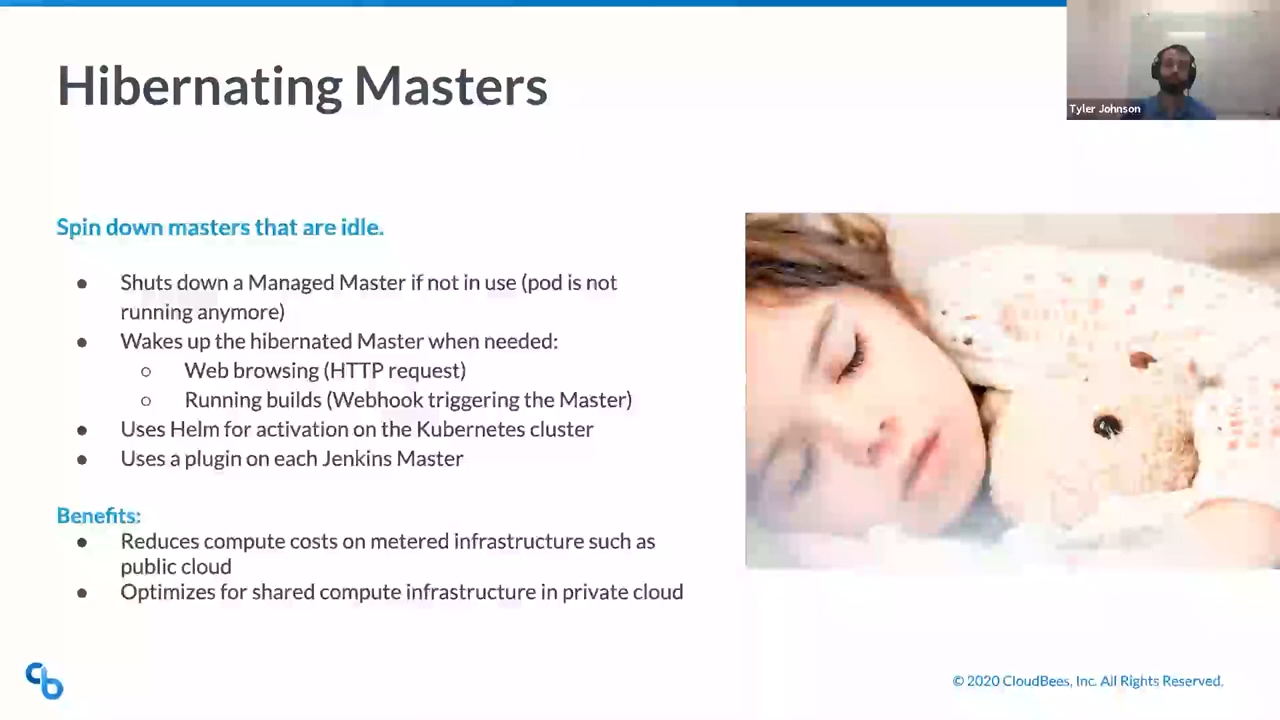 Hibernating Masters
Tyler Johnson
Spin down masters that are idle.
● Shuts down a Managed Master if not in use (pod is not
running anymore)
● Wakes up the hibernated Master when needed:
○ Web browsing (HTTP request)
○ Running builds (Webhook triggering the Master)
● Uses Helm for activation on the Kubernetes cluster
● Uses a plugin on each Jenkins Master
Benefits:
● Reduces compute costs on metered infrastructure such as
public cloud
● Optimizes for shared compute infrastructure in private cloud
© 2020 CloudBees, Inc. All Rights Reserved.